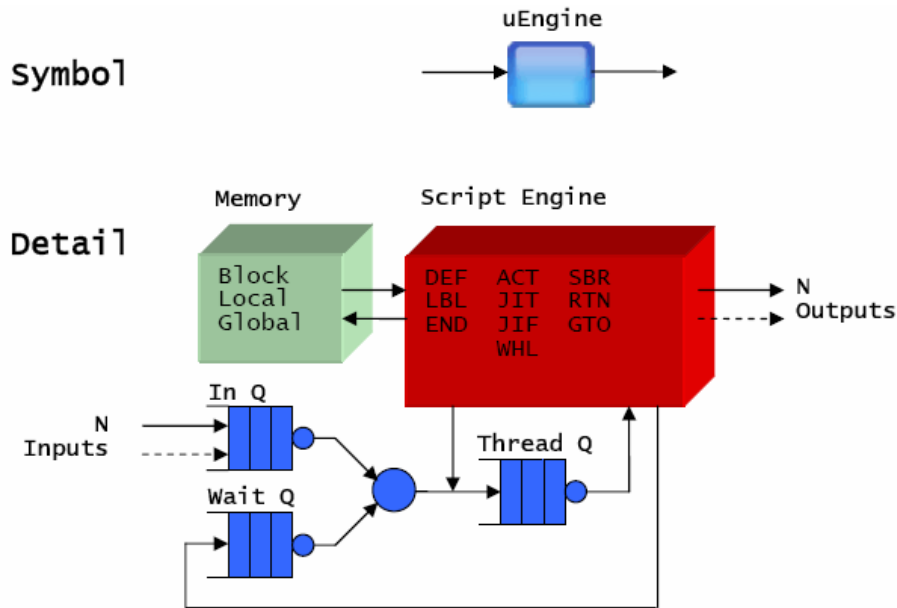 uEngine
Symbol
Memory
Script Engine
Detail
Block
Local
Global
DEF ACT SBR
LBL JIT RTN
END JIF GTO
WHL
N
Outputs
In Q
N
Inputs
Thread Q
Wait Q